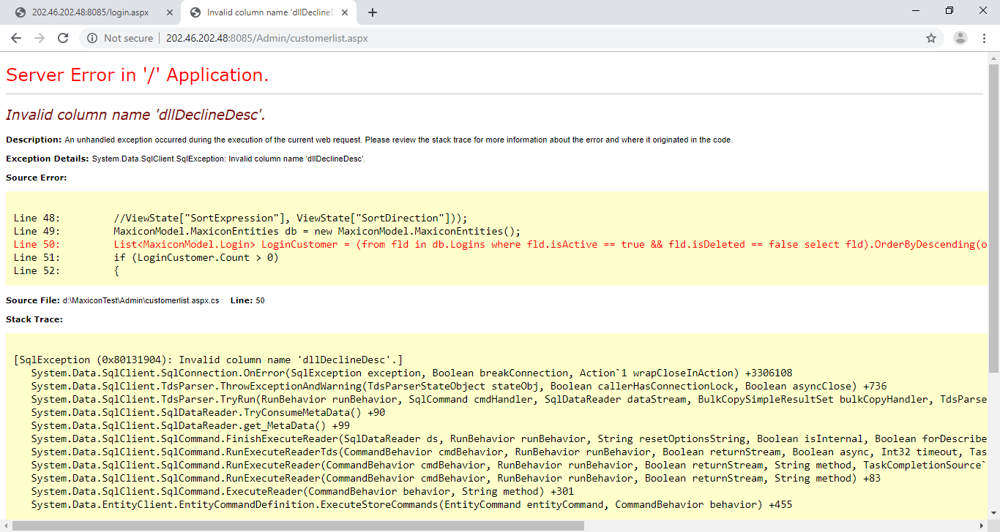 202.46.202.48:8085/login.aspx
Invalid column name 'dllDeclineD
Not secure
202.46.202.48:8085/Admin/customerlist.aspx
Server Error in '/' Application.
Invalid column name 'dllDeclineDesc'.
Description: An unhandled exception occurred during the execution of the current web request. Please review the stack trace for more information about the error and where it originated in the code.
Exception Details: System.Data.SqlClient.SqlException: Invalid column name 'dllDeclineDesc'.
Source Error:
Line 48: //ViewState["SortExpression"], ViewState["SortDirection"]));
Line 49: MaxiconModel.MaxiconEntities db = new MaxiconModel.MaxiconEntities();
Line 50: List<MaxiconModel.Login> LoginCustomer = (from fld in db.Logins where fld.isActive == true && fld.isDeleted == false select fld).OrderByDescending(o
Line 51: if (LoginCustomer.Count > 0)
Line 52: {
Source File: d:\MaxiconTest\Admin\customerlist.aspx.cs Line: 50
Stack Trace:
[SqlException (0x80131904): Invalid column name 'dllDeclineDesc'.]
System.Data.SqlClient.SqlConnection.OnError(SqlException exception, Boolean breakConnection, Action`1 wrapCloseInAction) +3306108
System.Data.SqlClient.TdsParser.ThrowExceptionAndWarning(TdsParserStateObject stateObj, Boolean callerHasConnectionLock, Boolean asyncClose) +736
System.Data.SqlClient.TdsParser.TryRun(RunBehavior runBehavior, SqlCommand cmdHandler, SqlDataReader dataStream, BulkCopySimpleResultSet bulkCopyHandler, TdsParse
System.Data.SqlClient.SqlDataReader.TryConsumeMetaData() +90
System.Data.SqlClient.SqlDataReader.get_MetaData() +99
System.Data.SqlClient.SqlCommand.FinishExecuteReader(SqlDataReader ds, RunBehavior runBehavior, String resetOptionsString, Boolean isInternal, Boolean forDescribe
System.Data.SqlClient.SqlCommand.RunExecuteReaderTds(CommandBehavior cmdBehavior, RunBehavior runBehavior, Boolean returnStream, Boolean async, Int32 timeout, Tas
System.Data.SqlClient.SqlCommand.RunExecuteReader(CommandBehavior cmdBehavior, RunBehavior runBehavior, Boolean returnStream, String method, TaskCompletionSource`
System.Data.SqlClient.SqlCommand.RunExecuteReader(CommandBehavior cmdBehavior, RunBehavior runBehavior, Boolean returnStream, String method) +83
System.Data.SqlClient.SqlCommand.ExecuteReader(CommandBehavior behavior, String method) +301
System.Data.EntityClient.EntityCommandDefinition.ExecuteStoreCommands(EntityCommand entityCommand, CommandBehavior behavior) +455